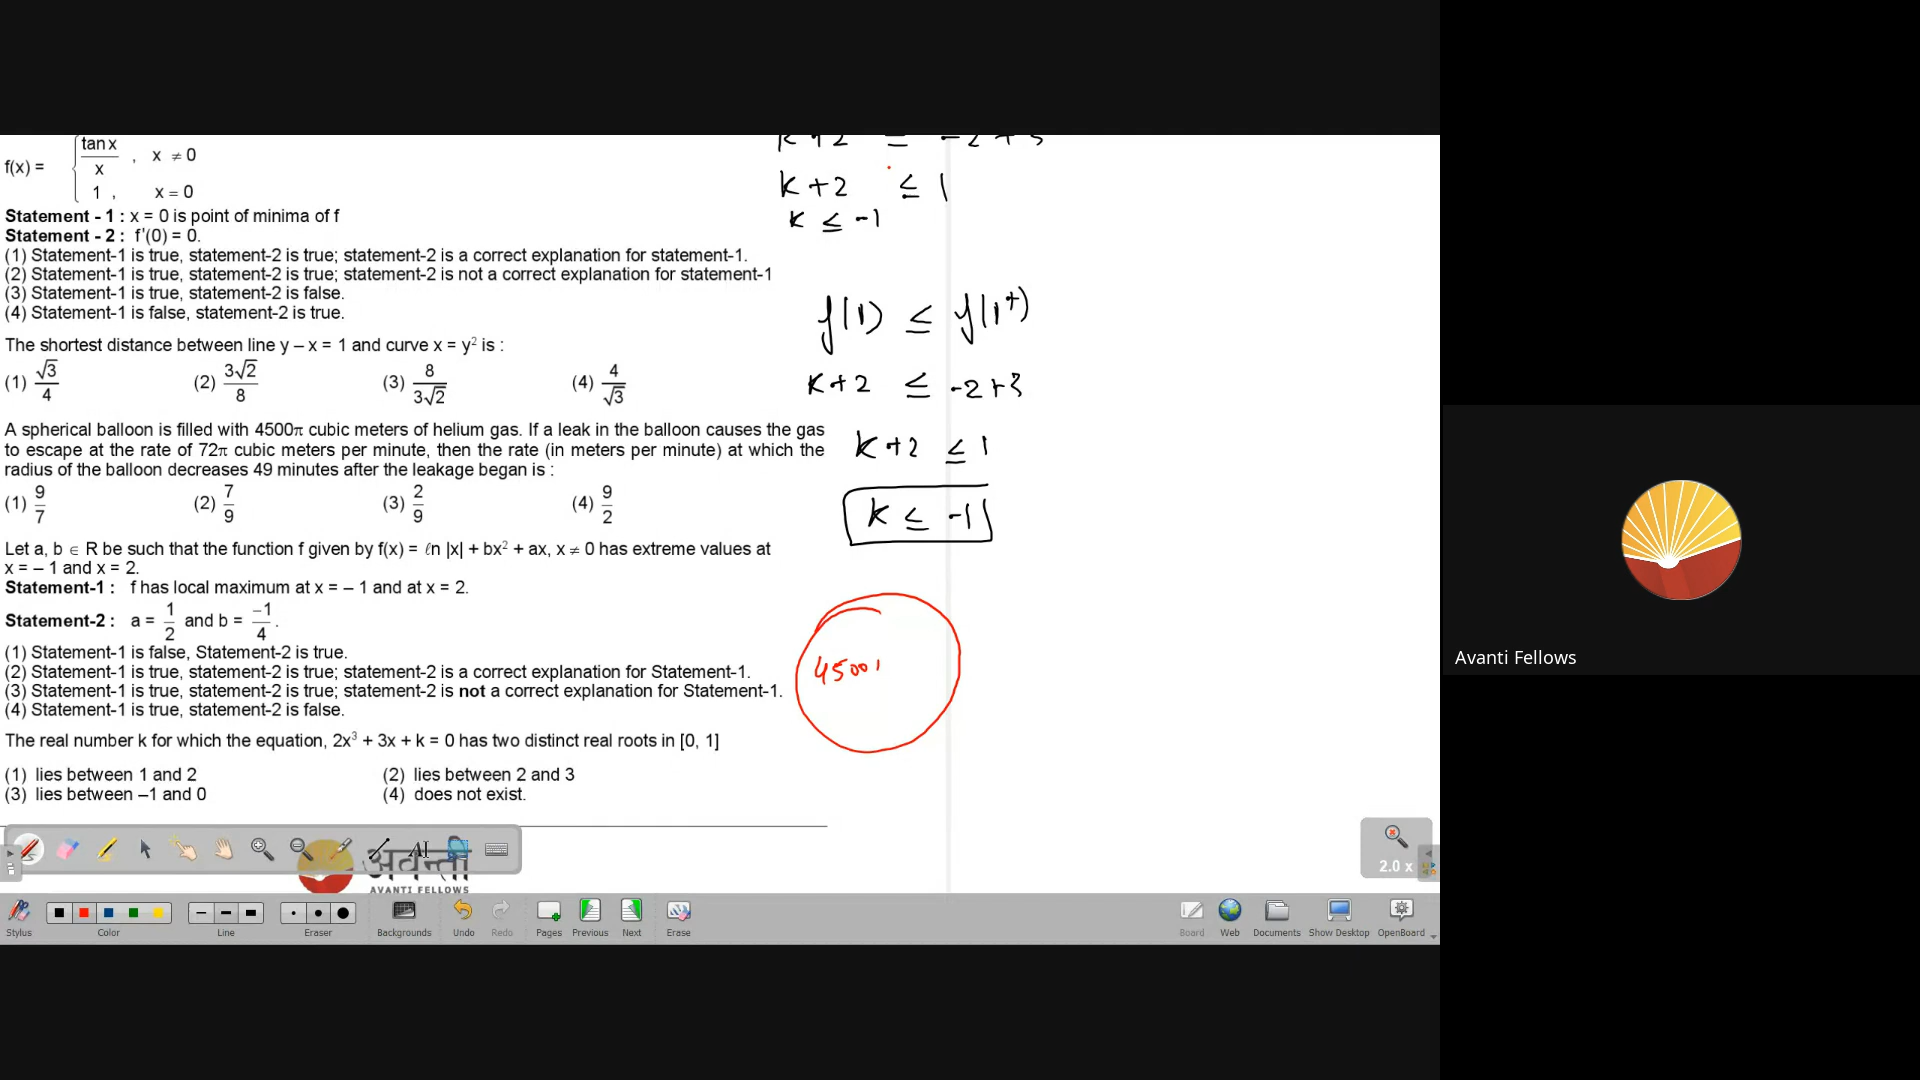 f(x) = { tan x / x , x ≠ 0
1 , x = 0
Statement - 1 : x = 0 is point of minima of f
Statement - 2 : f'(0) = 0.
(1) Statement-1 is true, statement-2 is true; statement-2 is a correct explanation for statement-1.
(2) Statement-1 is true, statement-2 is true; statement-2 is not a correct explanation for statement-1
(3) Statement-1 is true, statement-2 is false.
(4) Statement-1 is false, statement-2 is true.
The shortest distance between line y – x = 1 and curve x = y² is :
(1) √3/4 (2) 3√2/8 (3) 8/3√2 (4) 4/√3
A spherical balloon is filled with 4500π cubic meters of helium gas. If a leak in the balloon causes the gas
to escape at the rate of 72π cubic meters per minute, then the rate (in meters per minute) at which the
radius of the balloon decreases 49 minutes after the leakage began is :
(1) 9/7 (2) 7/9 (3) 2/9 (4) 9/2
Let a, b ∈ R be such that the function f given by f(x) = ℓn |x| + bx² + ax, x ≠ 0 has extreme values at
x = – 1 and x = 2.
Statement-1 : f has local maximum at x = – 1 and at x = 2.
Statement-2 : a = 1/2 and b = –1/4 .
(1) Statement-1 is false, Statement-2 is true.
(2) Statement-1 is true, statement-2 is true; statement-2 is a correct explanation for Statement-1.
(3) Statement-1 is true, statement-2 is true; statement-2 is not a correct explanation for Statement-1.
(4) Statement-1 is true, statement-2 is false.
The real number k for which the equation, 2x³ + 3x + k = 0 has two distinct real roots in [0, 1]
(1) lies between 1 and 2 (2) lies between 2 and 3
(3) lies between –1 and 0 (4) does not exist.
k + 2 ≤ 1
k ≤ -1
f(1) ≤ f(1⁺)
k + 2 ≤ -2 + 3
k + 2 ≤ 1
k ≤ -1
4500
अवन्ती
AVANTI FELLOWS
2.0 x
Stylus Color Line Eraser Backgrounds Undo Redo Pages Previous Next Erase Board Web Documents Show Desktop OpenBoard
Avanti Fellows